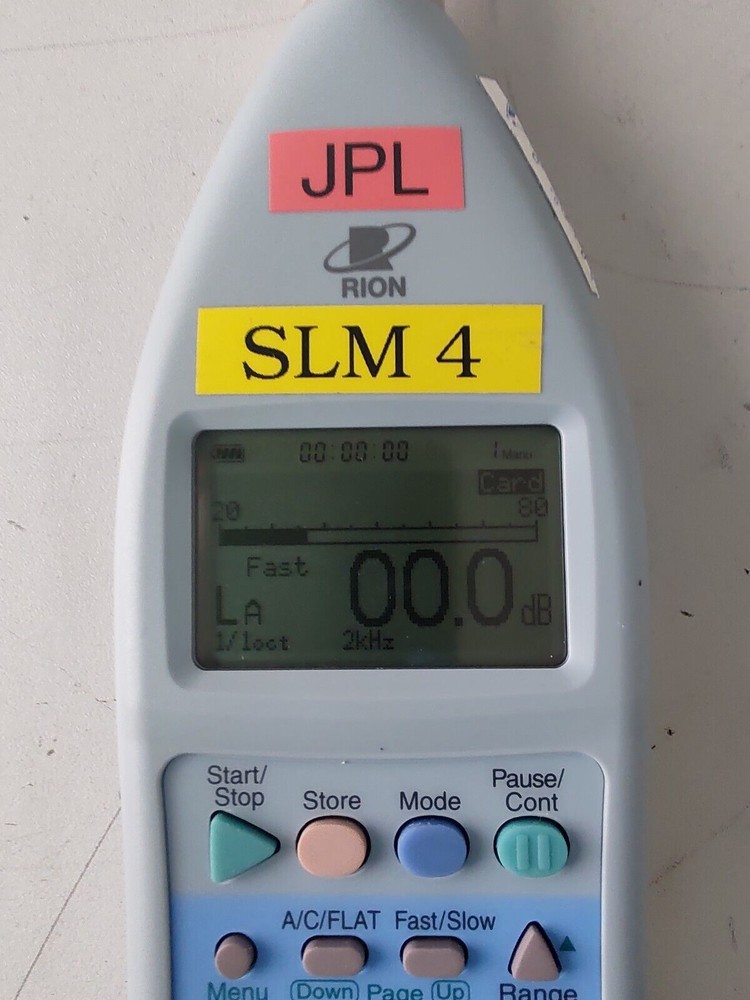 JPL
RION
SLM 4
00:00:00 1 Manu
Card
20 80
Fast
LA 00.0 dB
1/1oct 2kHz
Start/ Pause/
Stop Store Mode Cont
A/C/FLAT Fast/Slow
Menu Down Page Up Range